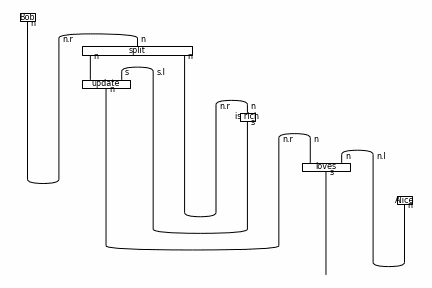 Bob
n
n.r n
split
n n
s s.l
update
n
n.r n
is rich
s
n.r n
n n.l
loves
s
Alice
n